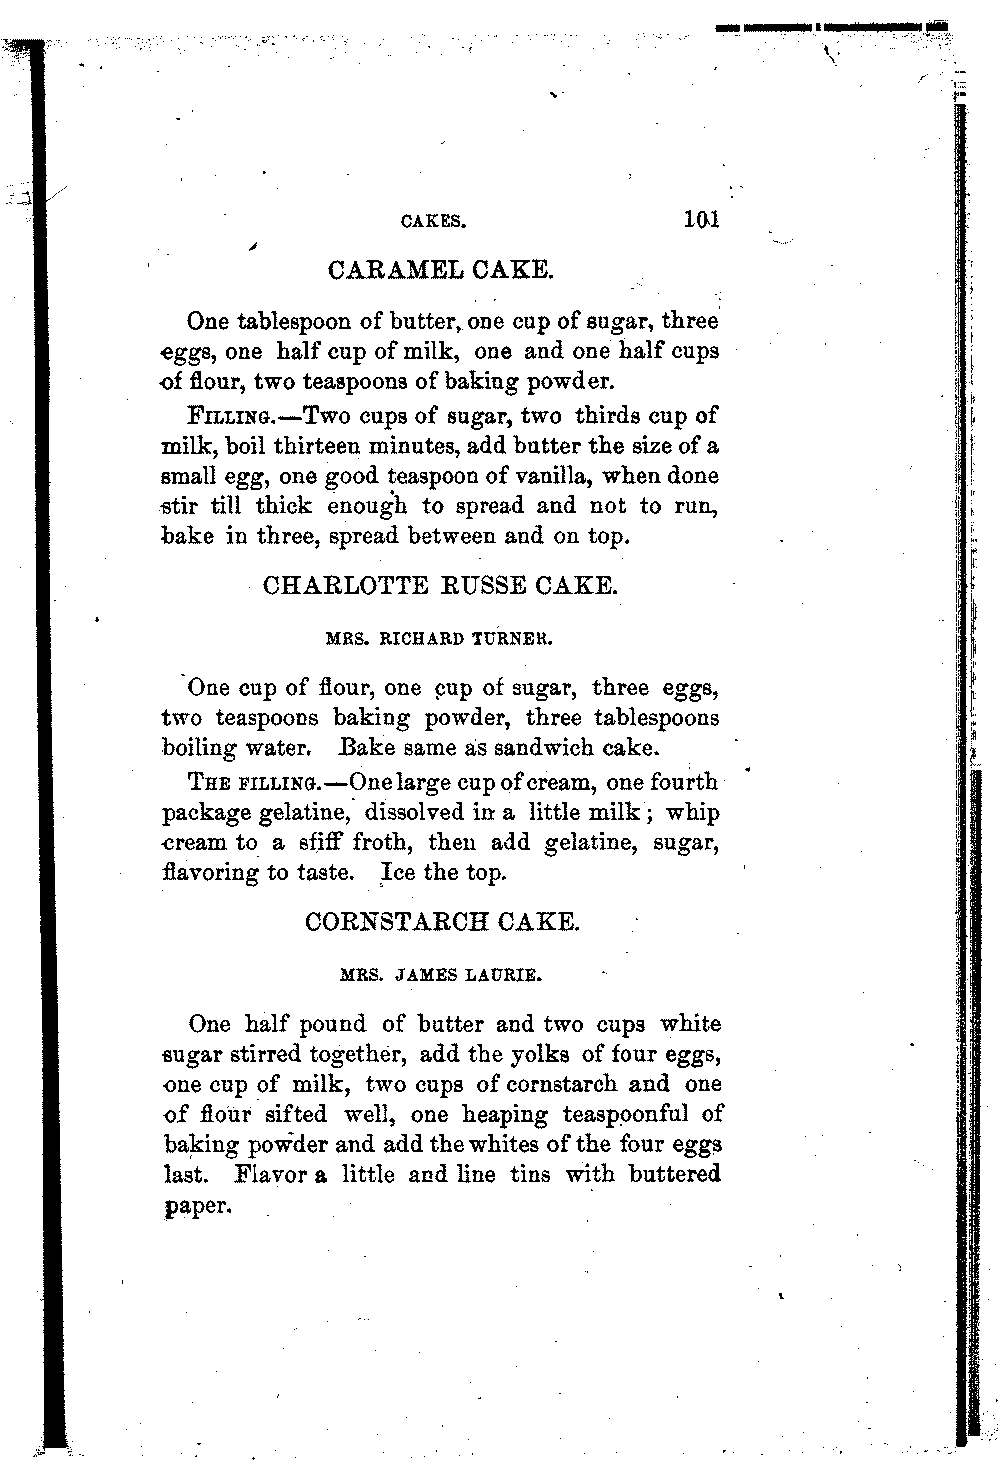 CAKES. 101
CARAMEL CAKE.
One tablespoon of butter, one cup of sugar, three
eggs, one half cup of milk, one and one half cups
of flour, two teaspoons of baking powder.
FILLING.—Two cups of sugar, two thirds cup of
milk, boil thirteen minutes, add butter the size of a
small egg, one good teaspoon of vanilla, when done
stir till thick enough to spread and not to run,
bake in three, spread between and on top.
CHARLOTTE RUSSE CAKE.
MRS. RICHARD TURNER.
One cup of flour, one cup of sugar, three eggs,
two teaspoons baking powder, three tablespoons
boiling water. Bake same as sandwich cake.
THE FILLING.—One large cup of cream, one fourth
package gelatine, dissolved in a little milk; whip
cream to a sfiff froth, then add gelatine, sugar,
flavoring to taste. Ice the top.
CORNSTARCH CAKE.
MRS. JAMES LAURIE.
One half pound of butter and two cups white
sugar stirred together, add the yolks of four eggs,
one cup of milk, two cups of cornstarch and one
of flour sifted well, one heaping teaspoonful of
baking powder and add the whites of the four eggs
last. Flavor a little and line tins with buttered
paper.